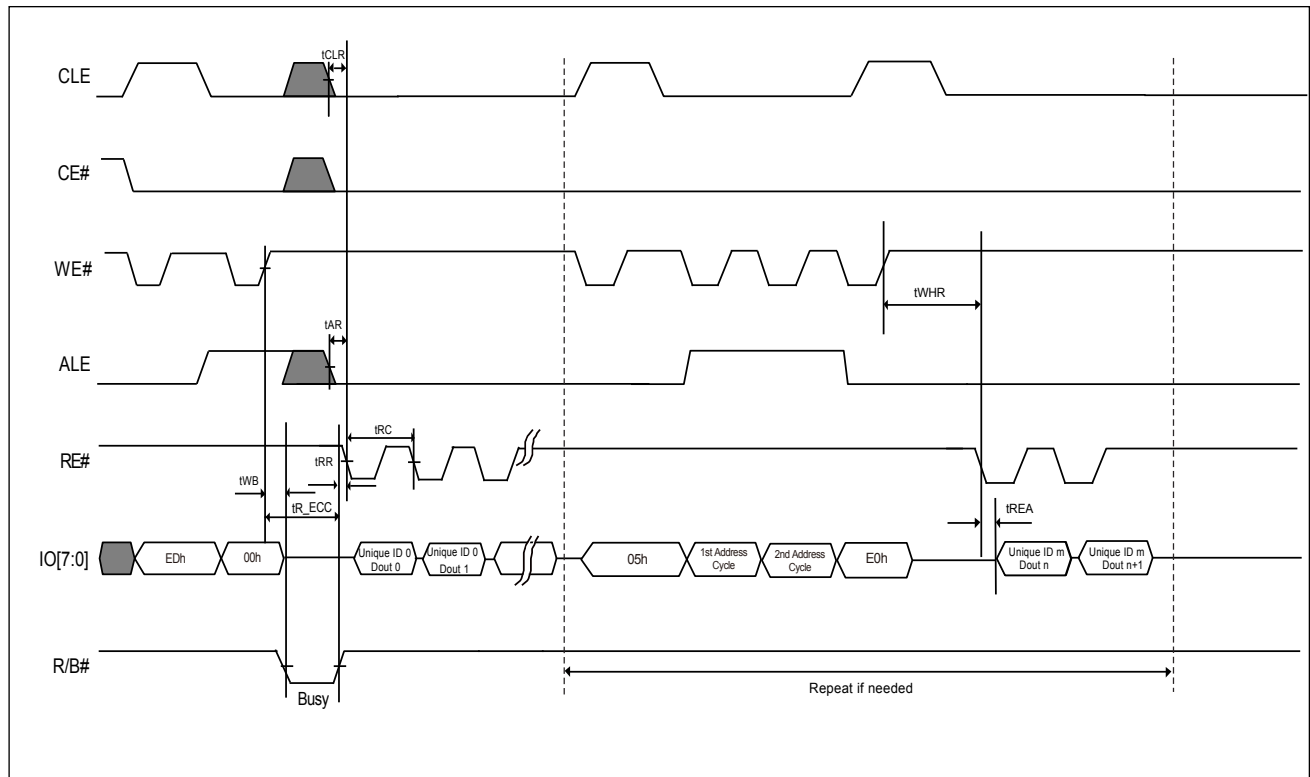 tCLR
CLE
CE#
WE#
tWHR
tAR
ALE
tRC
RE#
tRR
tWB
tR_ECC
tREA
IO[7:0]
EDh
00h
Unique ID 0
Dout 0
Unique ID 0
Dout 1
05h
1st Address
Cycle
2nd Address
Cycle
E0h
Unique ID m
Dout n
Unique ID m
Dout n+1
R/B#
Busy
Repeat if needed